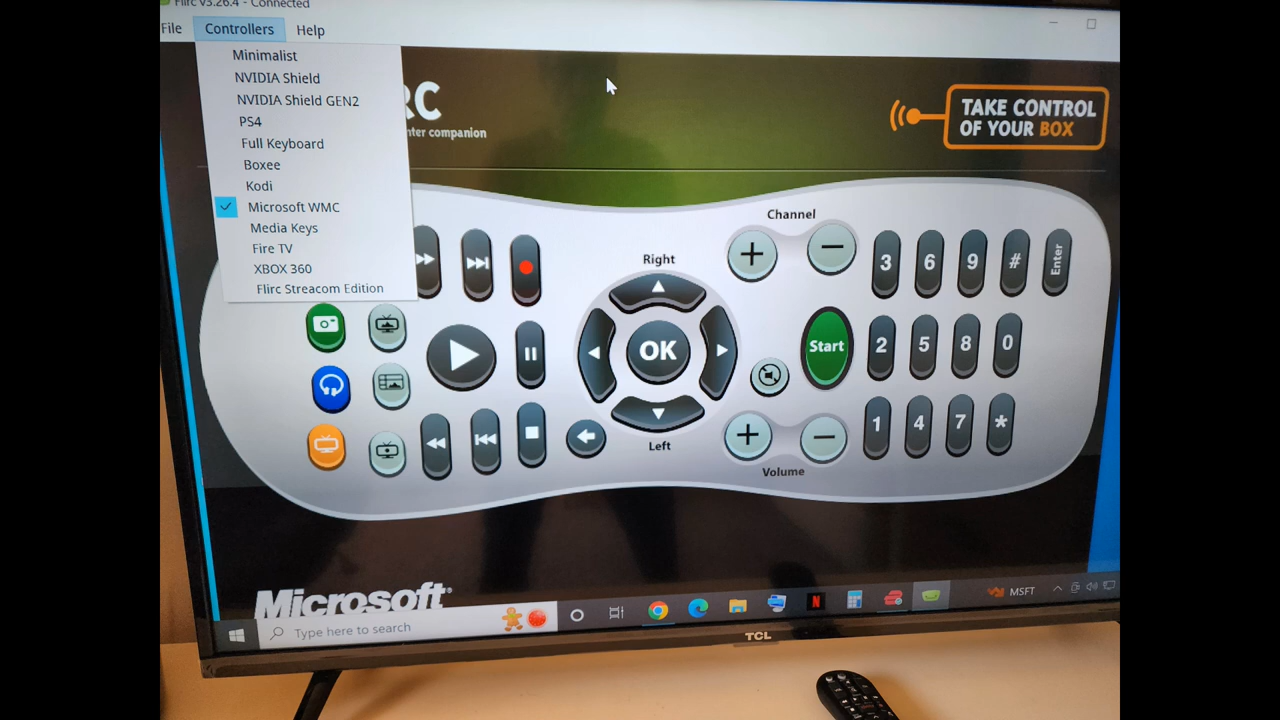 Flirc v3.26.4 - Connected
File Controllers Help
Minimalist
NVIDIA Shield
NVIDIA Shield GEN2
PS4
Full Keyboard
Boxee
Kodi
Microsoft WMC
Media Keys
Fire TV
XBOX 360
Flirc Streacom Edition
RC
nter companion
TAKE CONTROL
OF YOUR BOX
Channel
+ −
3 6 9 # Enter
Right
OK
Start
2 5 8 0
1 4 7 *
+ −
Left
Volume
Microsoft®
Type here to search
N
MSFT
TCL